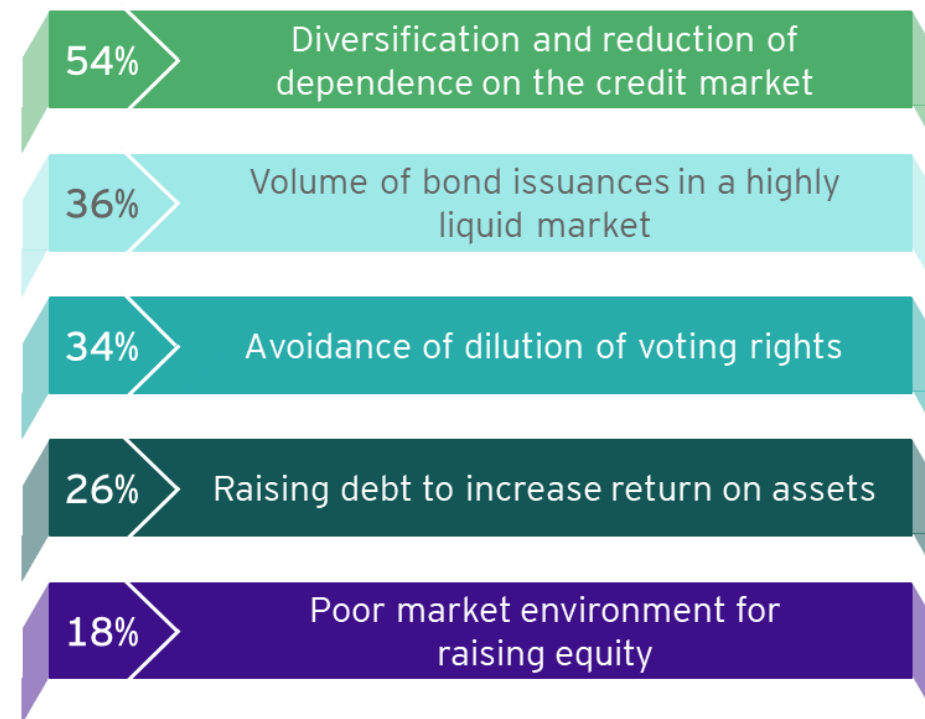 54%
Diversification and reduction of
dependence on the credit market
36%
Volume of bond issuances in a highly
liquid market
34%
Avoidance of dilution of voting rights
26%
Raising debt to increase return on assets
18%
Poor market environment for
raising equity